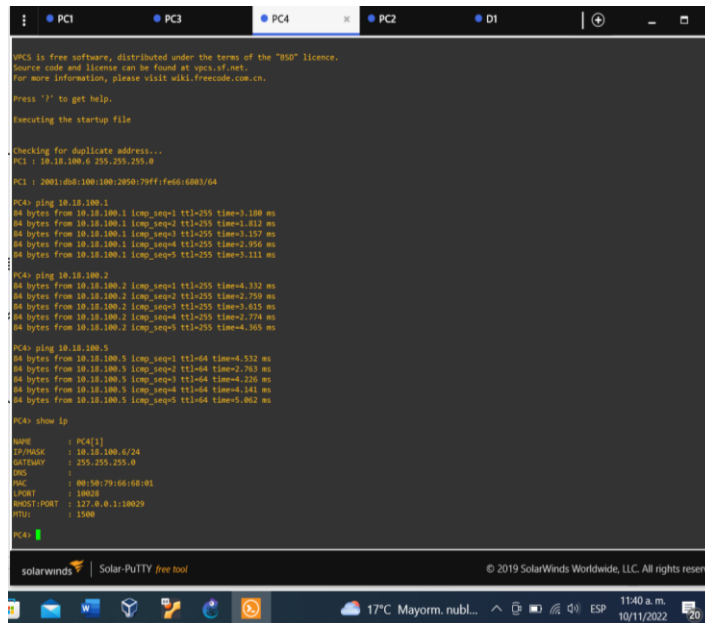 PC1
PC3
PC4
PC2
D1
VPCS is free software, distributed under the terms of the "BSD" licence.
Source code and license can be found at vpcs.sf.net.
For more information, please visit wiki.freecode.com.cn.
Press '?' to get help.
Executing the startup file
Checking for duplicate address...
PC1 : 10.18.100.6 255.255.255.0
PC1 : 2001:db8:100:100:2050:79ff:fe66:6803/64
PC4> ping 10.18.100.1
84 bytes from 10.18.100.1 icmp_seq=1 ttl=255 time=3.180 ms
84 bytes from 10.18.100.1 icmp_seq=2 ttl=255 time=1.812 ms
84 bytes from 10.18.100.1 icmp_seq=3 ttl=255 time=3.157 ms
84 bytes from 10.18.100.1 icmp_seq=4 ttl=255 time=2.956 ms
84 bytes from 10.18.100.1 icmp_seq=5 ttl=255 time=3.111 ms
PC4> ping 10.18.100.2
84 bytes from 10.18.100.2 icmp_seq=1 ttl=255 time=4.332 ms
84 bytes from 10.18.100.2 icmp_seq=2 ttl=255 time=2.759 ms
84 bytes from 10.18.100.2 icmp_seq=3 ttl=255 time=3.615 ms
84 bytes from 10.18.100.2 icmp_seq=4 ttl=255 time=2.774 ms
84 bytes from 10.18.100.2 icmp_seq=5 ttl=255 time=4.365 ms
PC4> ping 10.18.100.5
84 bytes from 10.18.100.5 icmp_seq=1 ttl=64 time=4.532 ms
84 bytes from 10.18.100.5 icmp_seq=2 ttl=64 time=2.763 ms
84 bytes from 10.18.100.5 icmp_seq=3 ttl=64 time=4.226 ms
84 bytes from 10.18.100.5 icmp_seq=4 ttl=64 time=4.141 ms
84 bytes from 10.18.100.5 icmp_seq=5 ttl=64 time=5.062 ms
PC4> show ip
NAME : PC4[1]
IP/MASK : 10.18.100.6/24
GATEWAY : 255.255.255.0
DNS :
MAC : 00:50:79:66:68:01
LPORT : 10028
RHOST:PORT : 127.0.0.1:10029
MTU: : 1500
PC4>
solarwinds Solar-PuTTY free tool © 2019 SolarWinds Worldwide, LLC. All rights reser
17°C Mayorm. nubl... ESP 11:40 a. m.
10/11/2022 20